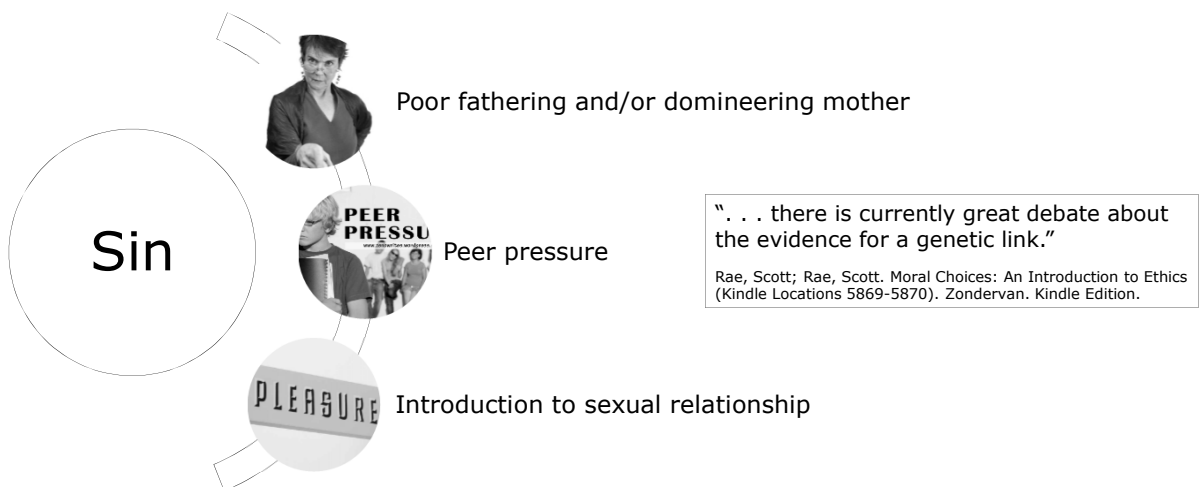 Poor fathering and/or domineering mother
Sin
PEER
PRESSU
Peer pressure
“. . . there is currently great debate about
the evidence for a genetic link.”
Rae, Scott; Rae, Scott. Moral Choices: An Introduction to Ethics
(Kindle Locations 5869-5870). Zondervan. Kindle Edition.
PLEASURE
Introduction to sexual relationship